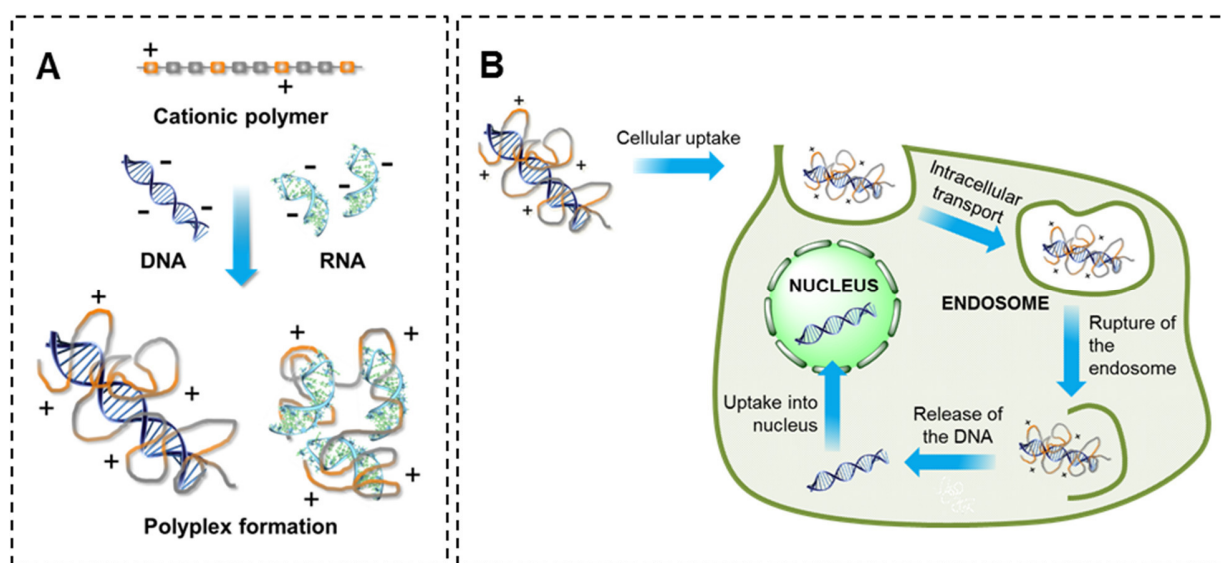 A
+
+
Cationic polymer
-
-
-
-
-
-
DNA
RNA
+
+
+
+
+
+
+
+
Polyplex formation
B
+
+
+
+
+
Cellular uptake
Intracellular
transport
NUCLEUS
ENDOSOME
Rupture of
the
endosome
Uptake into
nucleus
Release of
the DNA